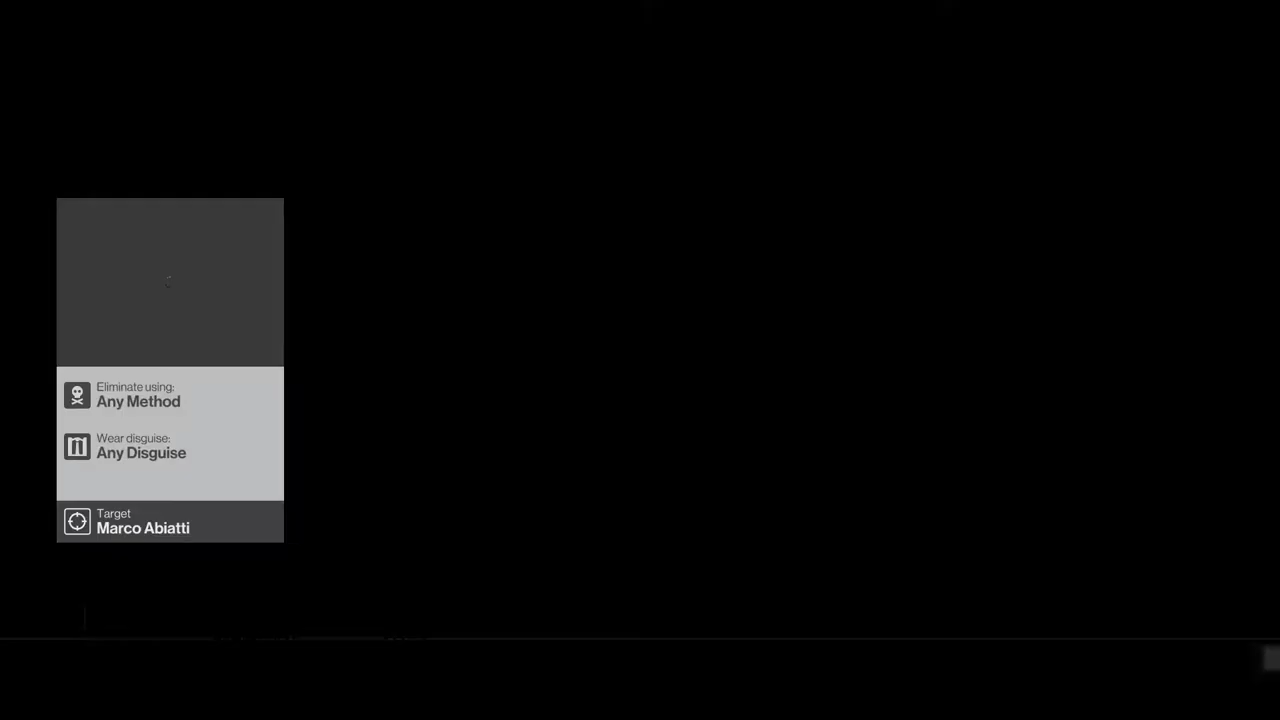 Eliminate using:
Any Method
Wear disguise:
Any Disguise
Target
Marco Abiatti